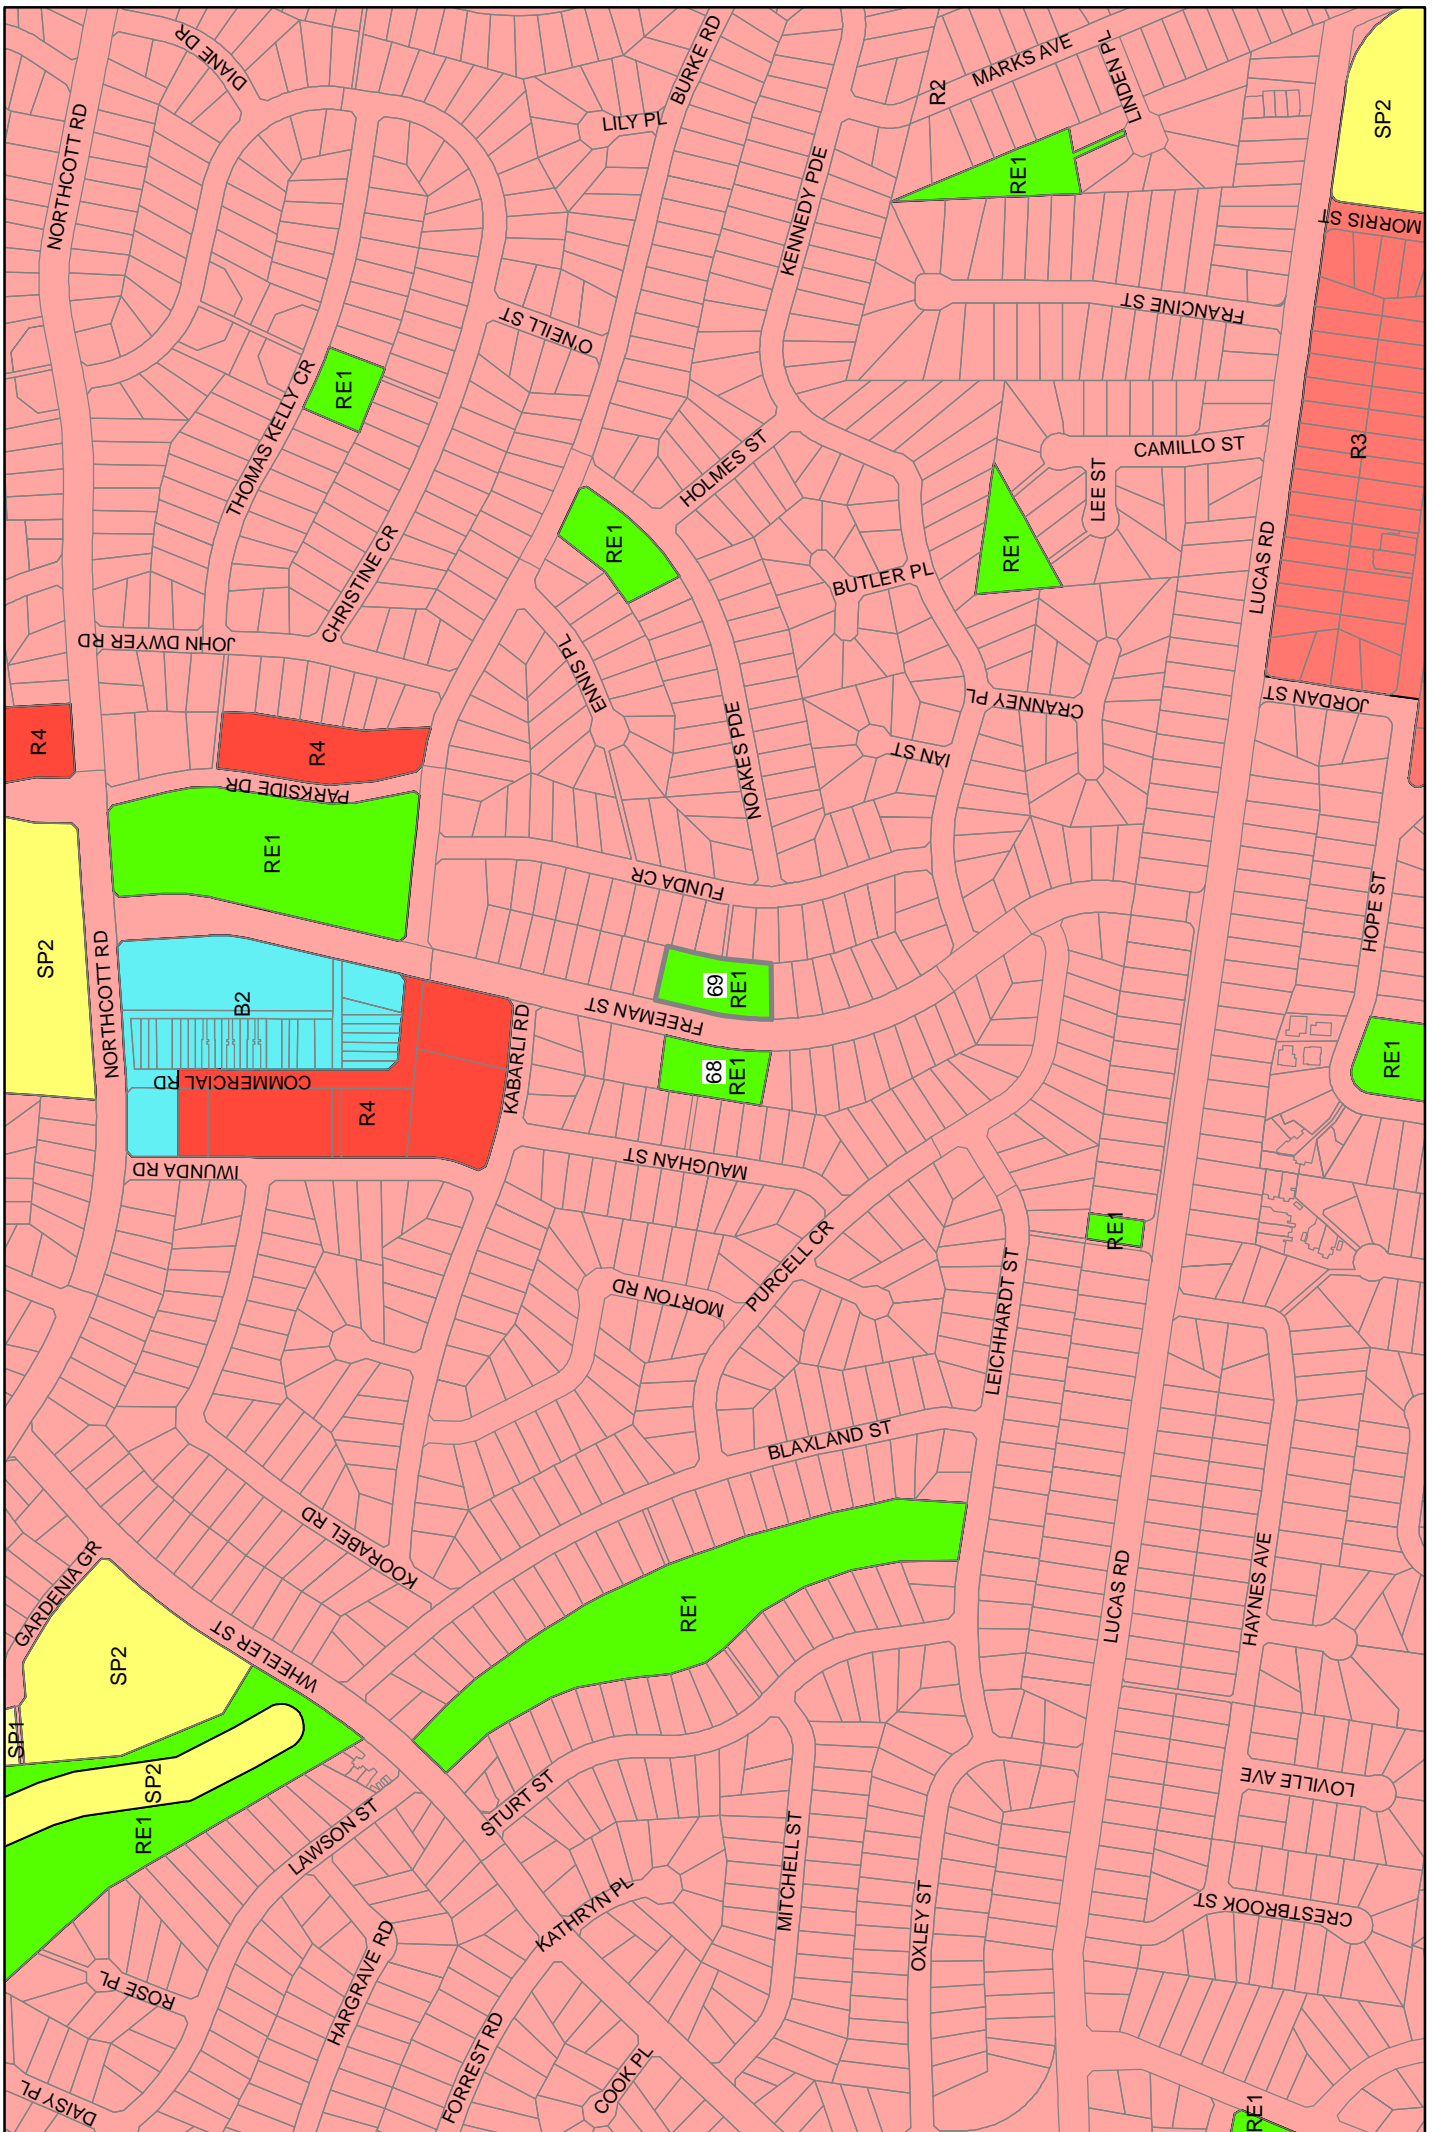 DIANE DR
BURKE RD
MARKS AVE
LINDEN PL
R2
SP2
LILY PL
NORTHCOTT RD
RE1
KENNEDY PDE
MORRIS ST
FRANCINE ST
O'NEILL ST
RE1
THOMAS KELLY CR
HOLMES ST
CAMILLO ST
R3
LEE ST
RE1
RE1
LUCAS RD
CHRISTINE CR
BUTLER PL
JOHN DWYER RD
ENNIS PL
CRANNEY PL
JORDAN ST
R4
R4
IAN ST
NOAKES PDE
PARKSIDE DR
RE1
FUNDA CR
HOPE ST
SP2
NORTHCOTT RD
B2
69
RE1
FREEMAN ST
KABARLI RD
68
RE1
RE1
COMMERCIAL RD
R4
IWUNDA RD
MAUGHAN ST
RE1
PURCELL CR
MORTON RD
LEICHHARDT ST
BLAXLAND ST
KOORABEL RD
GARDENIA GR
LUCAS RD
HAYNES AVE
RE1
WHEELER ST
SP2
SP1
SP2
RE1
LAWSON ST
STURT ST
LOVILLE AVE
MITCHELL ST
KATHRYN PL
OXLEY ST
CRESTBROOK ST
HARGRAVE RD
ROSE PL
FORREST RD
COOK PL
DAISY PL
RE1